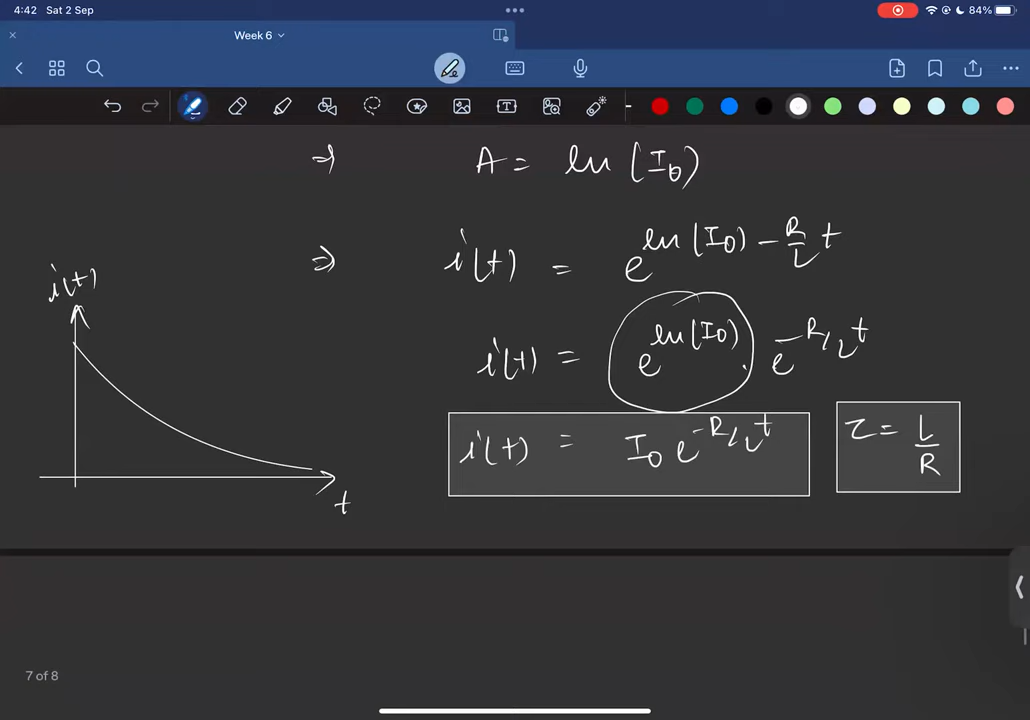 4:42 Sat 2 Sep
84%
Week 6
⇒ A = ln (I₀)
⇒ i(t) = e^{ln(I₀) - R/L t}
i(t) = e^{ln(I₀)} · e^{-R/L t}
i(t) = I₀ e^{-R/L t}
τ = L/R
i(t)
t
7 of 8